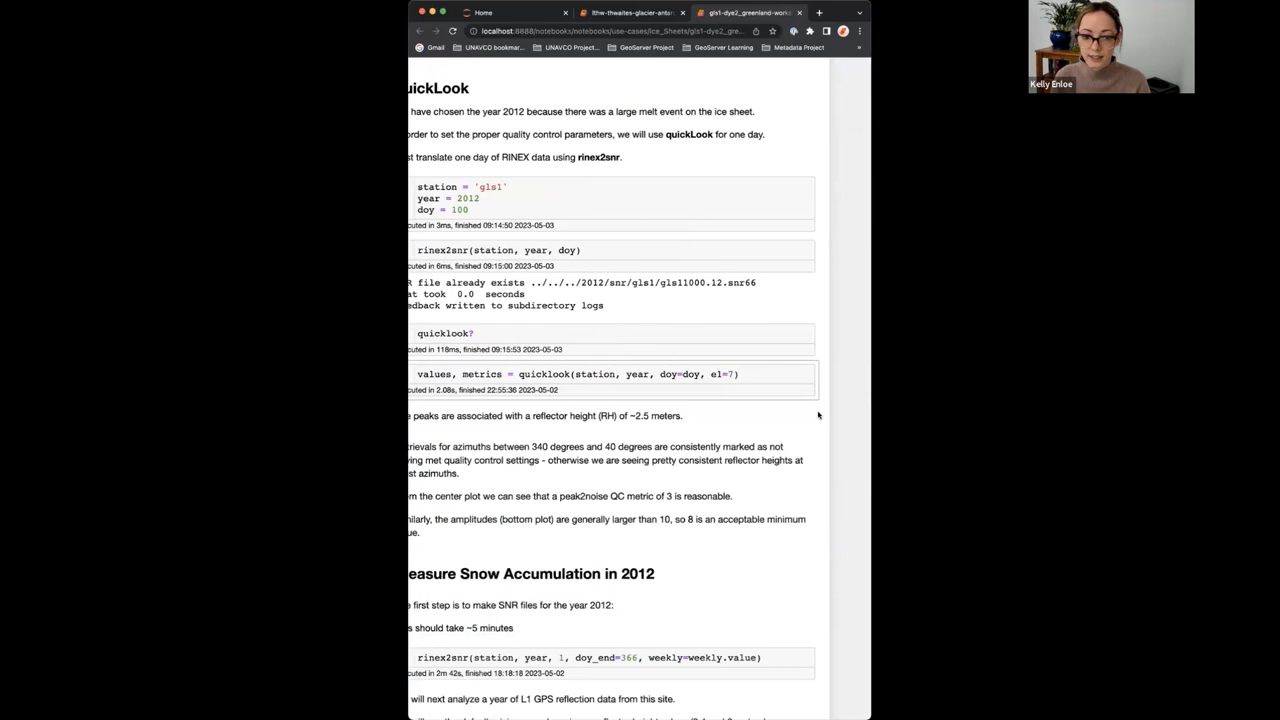 Home
lthw-thwaites-glacier-antar
gls1-dye2_greenland-works
localhost:8888/notebooks/notebooks/use-cases/Ice_Sheets/gls1-dye2_gre...
Gmail
UNAVCO bookmar...
UNAVCO Project...
GeoServer Project
GeoServer Learning
Metadata Project
»
Kelly Enloe
uickLook
have chosen the year 2012 because there was a large melt event on the ice sheet.
order to set the proper quality control parameters, we will use quickLook for one day.
st translate one day of RINEX data using rinex2snr.
station = 'gls1'
year = 2012
doy = 100
cuted in 3ms, finished 09:14:50 2023-05-03
rinex2snr(station, year, doy)
cuted in 6ms, finished 09:15:00 2023-05-03
R file already exists ../../../2012/snr/gls1/gls11000.12.snr66
at took 0.0 seconds
edback written to subdirectory logs
quicklook?
cuted in 118ms, finished 09:15:53 2023-05-03
values, metrics = quicklook(station, year, doy=doy, e1=7)
cuted in 2.08s, finished 22:55:36 2023-05-02
e peaks are associated with a reflector height (RH) of ~2.5 meters.
trievals for azimuths between 340 degrees and 40 degrees are consistently marked as not
ving met quality control settings - otherwise we are seeing pretty consistent reflector heights at
st azimuths.
om the center plot we can see that a peak2noise QC metric of 3 is reasonable.
milarly, the amplitudes (bottom plot) are generally larger than 10, so 8 is an acceptable minimum
ue.
easure Snow Accumulation in 2012
e first step is to make SNR files for the year 2012:
s should take ~5 minutes
rinex2snr(station, year, 1, doy_end=366, weekly=weekly.value)
cuted in 2m 42s, finished 18:18:18 2023-05-02
will next analyze a year of L1 GPS reflection data from this site.